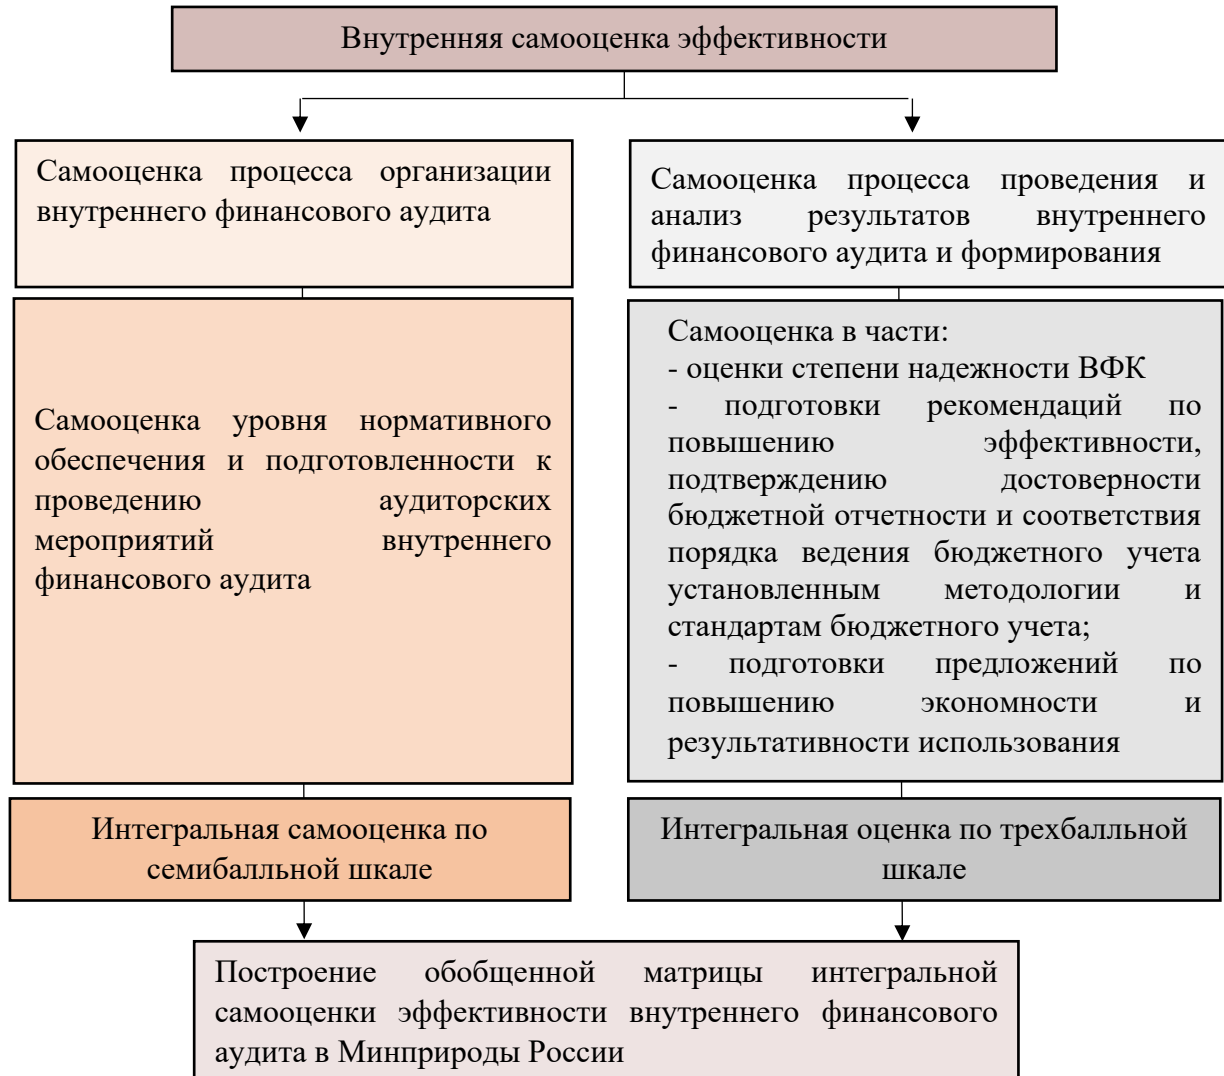 Внутренняя самооценка эффективности
Самооценка процесса организации
внутреннего финансового аудита
Самооценка процесса проведения и
анализ результатов внутреннего
финансового аудита и формирования
Самооценка уровня нормативного
обеспечения и подготовленности к
проведению аудиторских
мероприятий внутреннего
финансового аудита
Самооценка в части:
- оценки степени надежности ВФК
- подготовки рекомендаций по
повышению эффективности,
подтверждению достоверности
бюджетной отчетности и соответствия
порядка ведения бюджетного учета
установленным методологии и
стандартам бюджетного учета;
- подготовки предложений по
повышению экономности и
результативности использования
Интегральная самооценка по
семибалльной шкале
Интегральная оценка по трехбалльной
шкале
Построение обобщенной матрицы интегральной
самооценки эффективности внутреннего финансового
аудита в Минприроды России